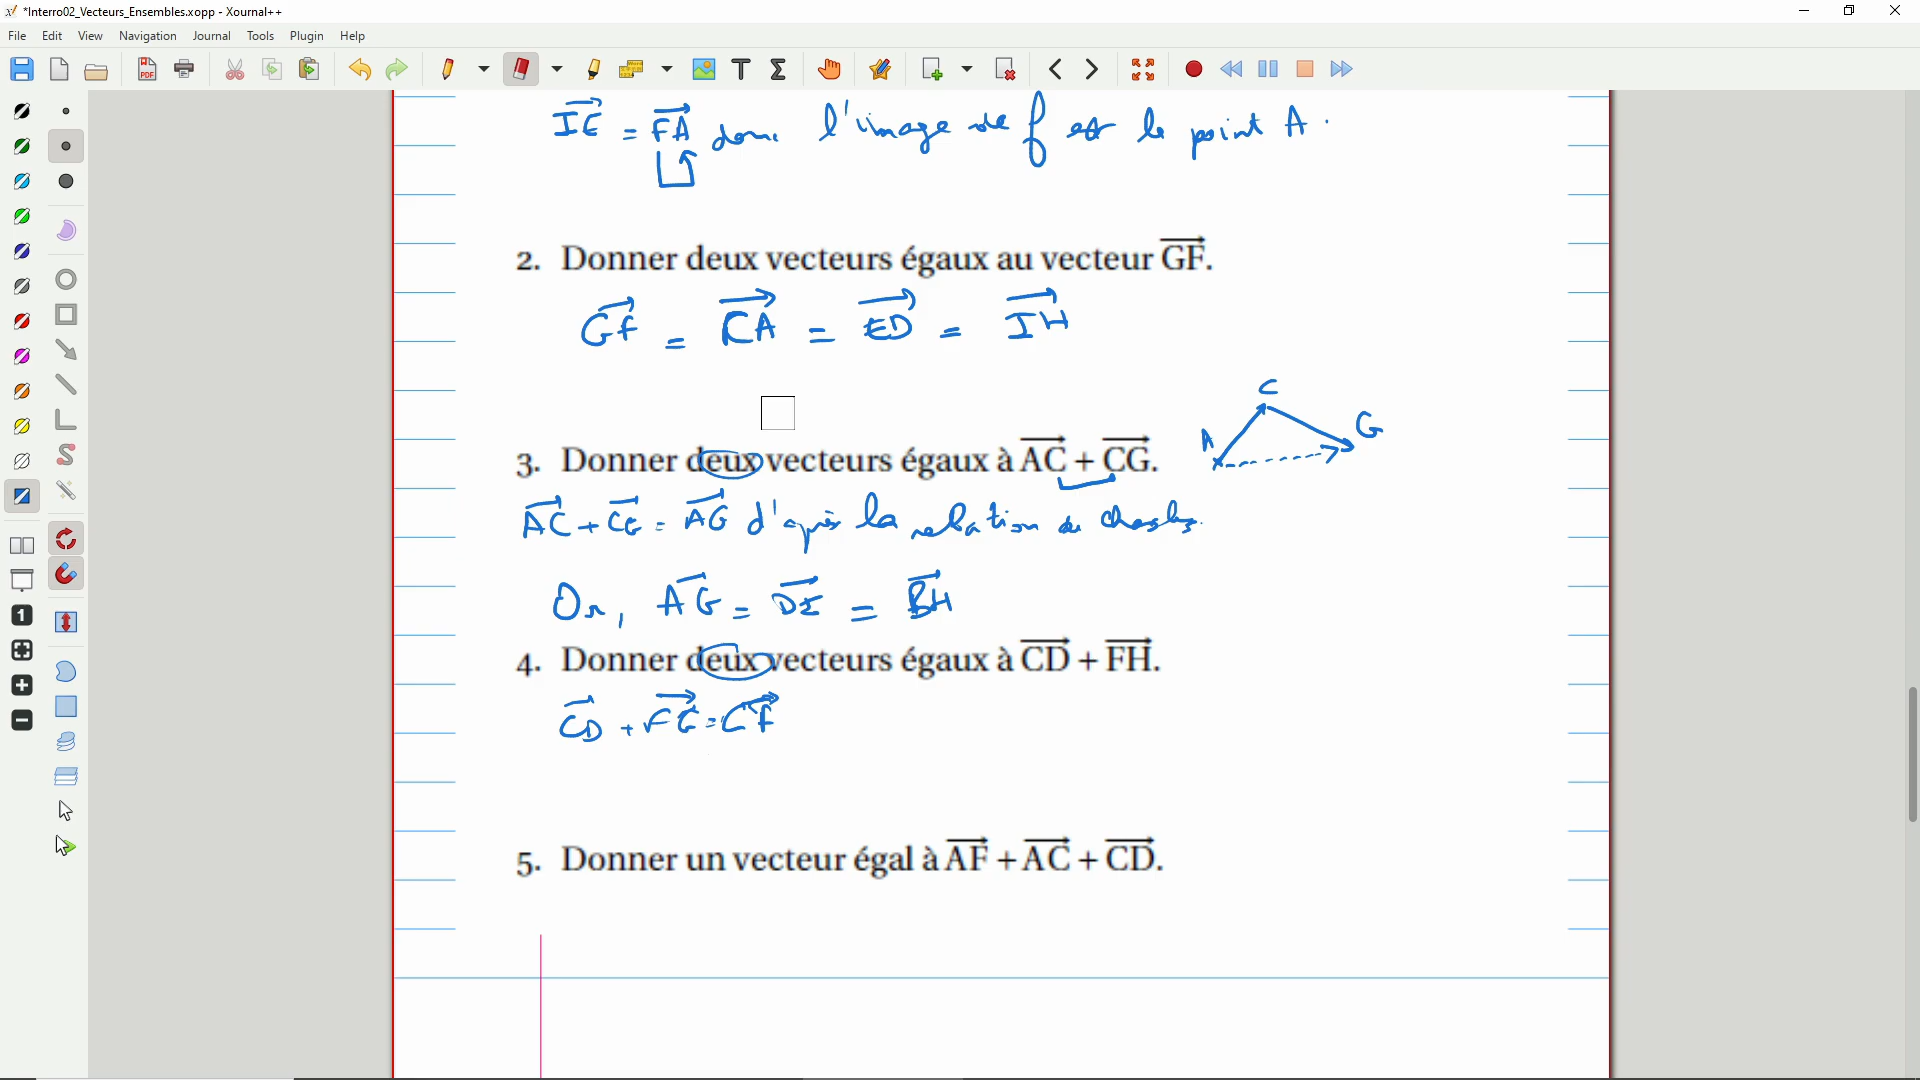 *Interro02_Vecteurs_Ensembles.xopp - Xournal++
File Edit View Navigation Journal Tools Plugin Help
IE = FA donc l'image de f est le point A.
2. Donner deux vecteurs égaux au vecteur GF.
GF = CA = ED = IH
C
A
G
3. Donner deux vecteurs égaux à AC + CG.
AC + CG = AG d'après la relation de Chasles.
Or, AG = DI = BH
4. Donner deux vecteurs égaux à CD + FH.
CD + FG = CF
5. Donner un vecteur égal à AF + AC + CD.